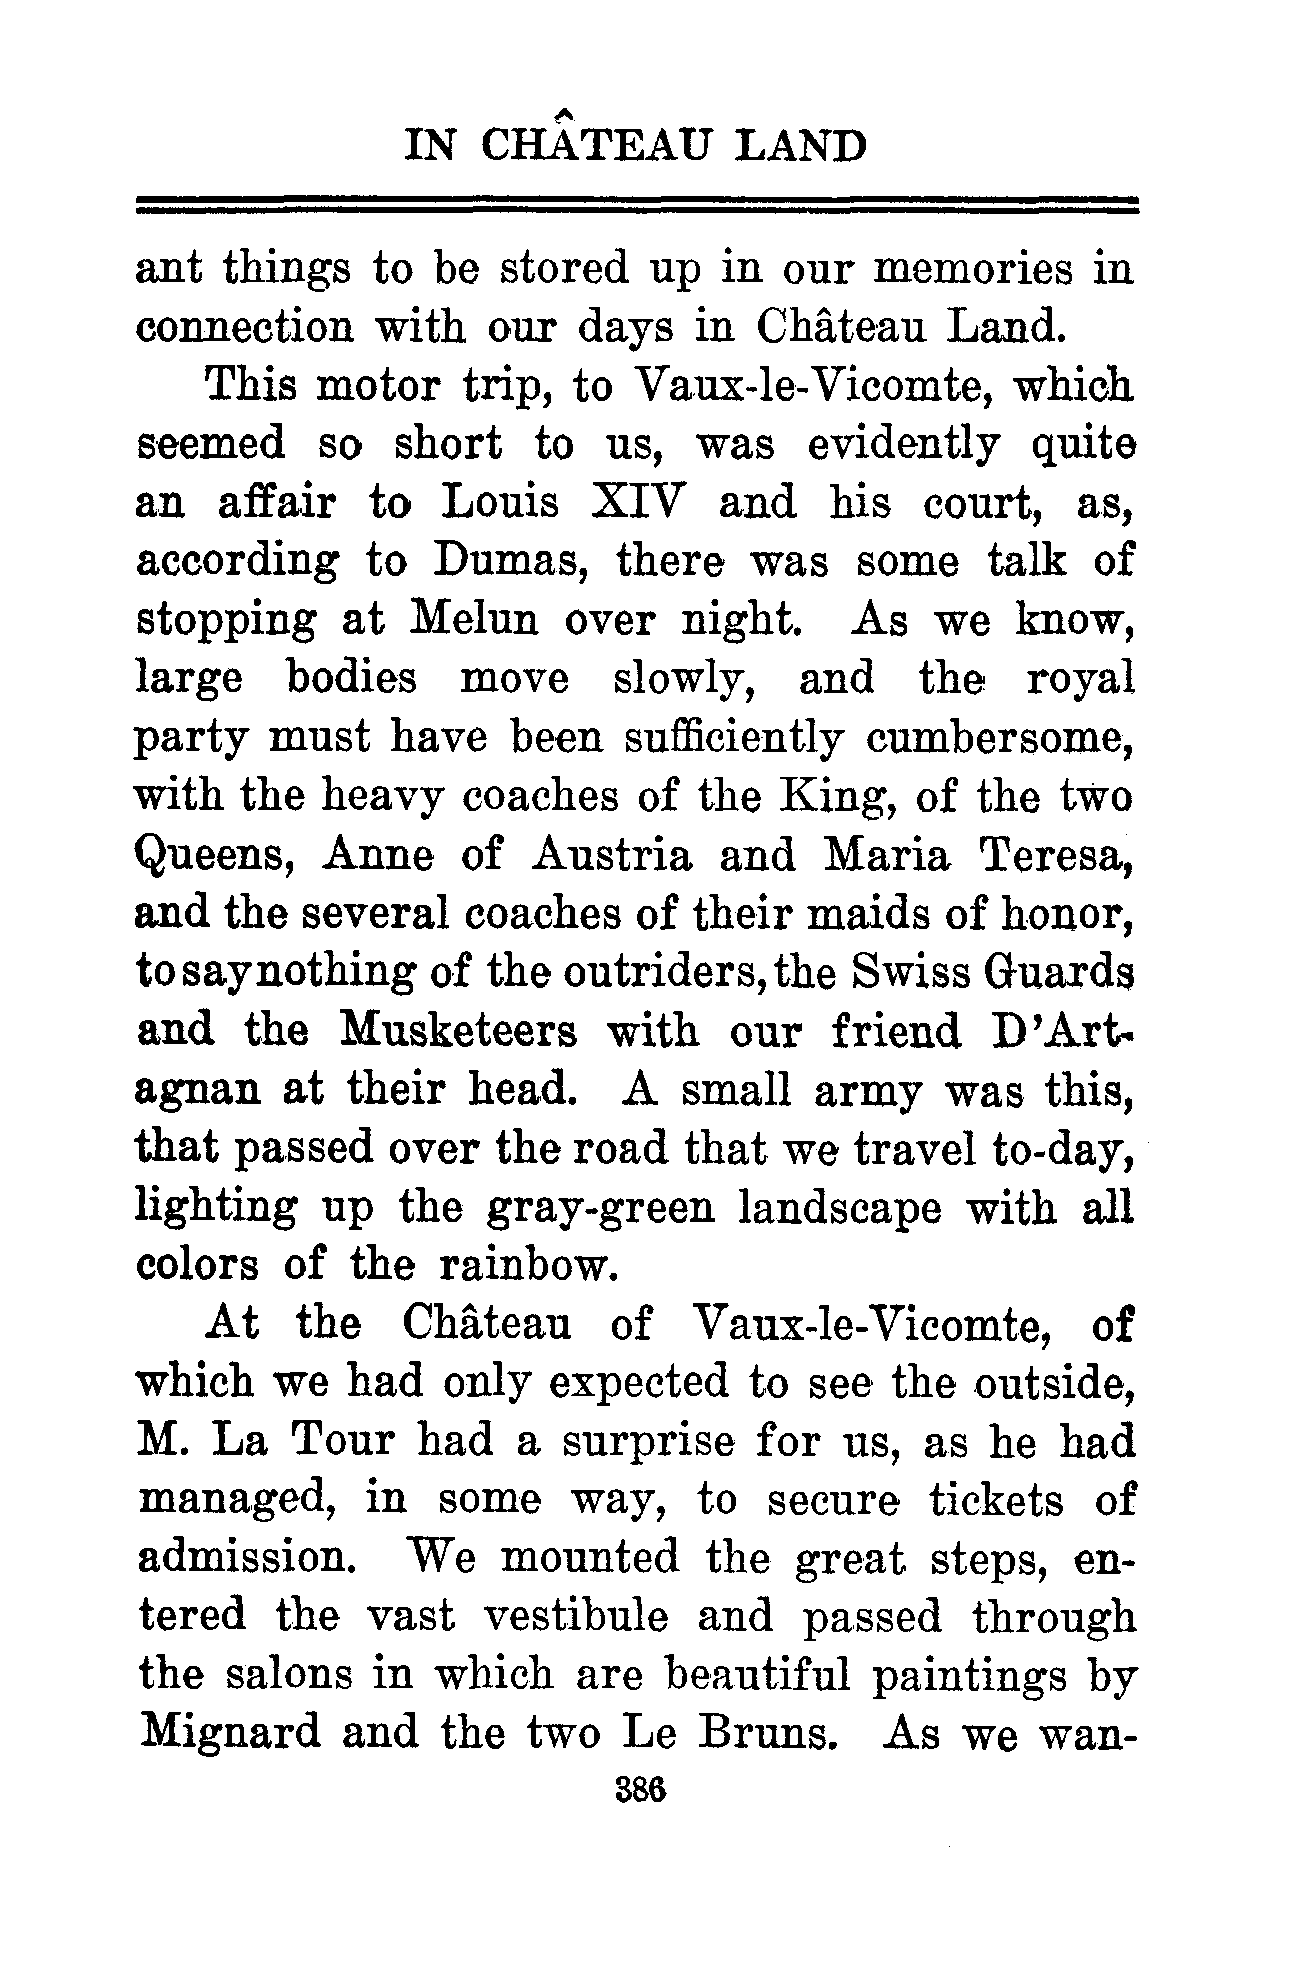 IN CHÂTEAU LAND
ant things to be stored up in our memories in
connection with our days in Château Land.
This motor trip, to Vaux-le-Vicomte, which
seemed so short to us, was evidently quite
an affair to Louis XIV and his court, as,
according to Dumas, there was some talk of
stopping at Melun over night. As we know,
large bodies move slowly, and the royal
party must have been sufficiently cumbersome,
with the heavy coaches of the King, of the two
Queens, Anne of Austria and Maria Teresa,
and the several coaches of their maids of honor,
to say nothing of the outriders, the Swiss Guards
and the Musketeers with our friend D'Art-
agnan at their head. A small army was this,
that passed over the road that we travel to-day,
lighting up the gray-green landscape with all
colors of the rainbow.
At the Château of Vaux-le-Vicomte, of
which we had only expected to see the outside,
M. La Tour had a surprise for us, as he had
managed, in some way, to secure tickets of
admission. We mounted the great steps, en-
tered the vast vestibule and passed through
the salons in which are beautiful paintings by
Mignard and the two Le Bruns. As we wan-
386